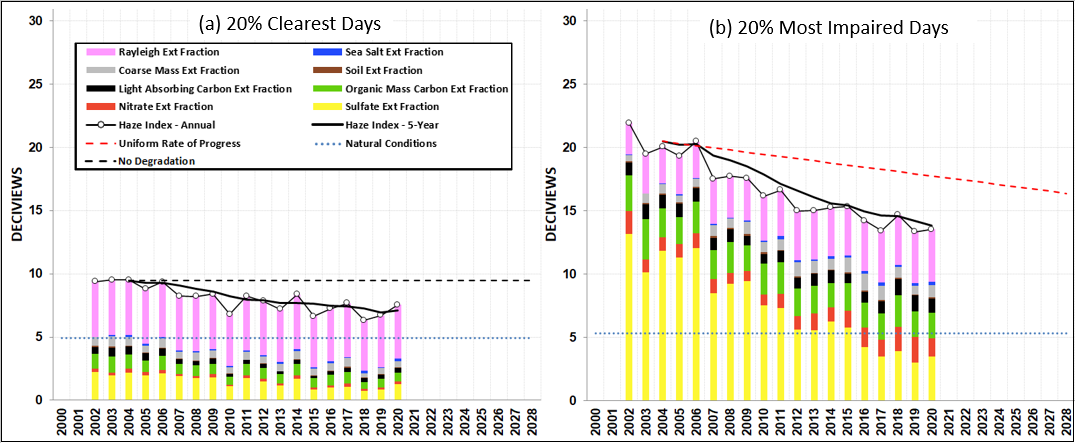 (a) 20% Clearest Days
30
25
20
15
10
5
0
DECIVIEWS
Rayleigh Ext Fraction
Sea Salt Ext Fraction
Coarse Mass Ext Fraction
Soil Ext Fraction
Light Absorbing Carbon Ext Fraction
Organic Mass Carbon Ext Fraction
Nitrate Ext Fraction
Sulfate Ext Fraction
Haze Index - Annual
Haze Index - 5-Year
Uniform Rate of Progress
Natural Conditions
No Degradation
2000 2001 2002 2003 2004 2005 2006 2007 2008 2009 2010 2011 2012 2013 2014 2015 2016 2017 2018 2019 2020 2021 2022 2023 2024 2025 2026 2027 2028
(b) 20% Most Impaired Days
30
25
20
15
10
5
0
DECIVIEWS
2000 2001 2002 2003 2004 2005 2006 2007 2008 2009 2010 2011 2012 2013 2014 2015 2016 2017 2018 2019 2020 2021 2022 2023 2024 2025 2026 2027 2028